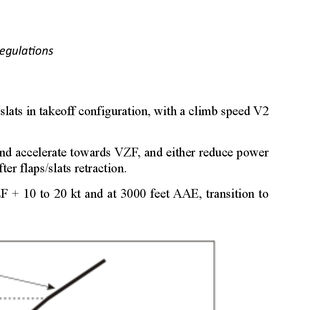 egulations
slats in takeoff configuration, with a climb speed V2
nd accelerate towards VZF, and either reduce power
fter flaps/slats retraction.
F + 10 to 20 kt and at 3000 feet AAE, transition to